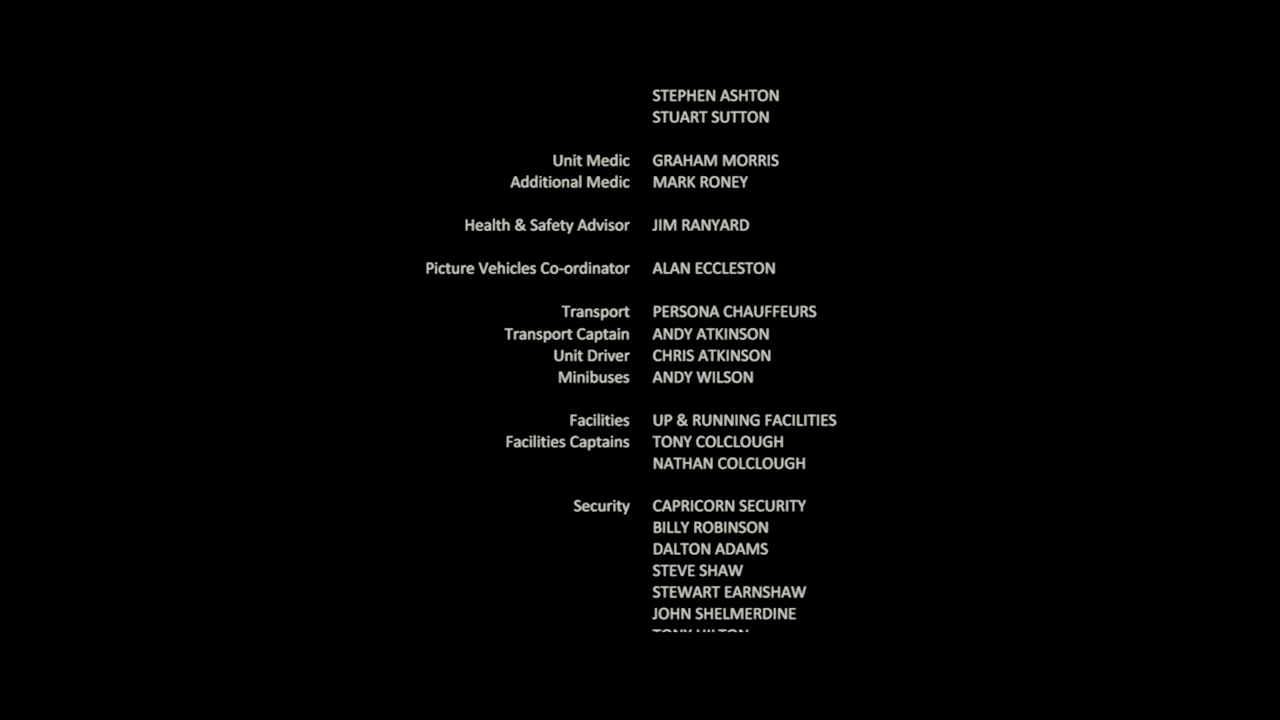 STEPHEN ASHTON
STUART SUTTON
Unit Medic GRAHAM MORRIS
Additional Medic MARK RONEY
Health & Safety Advisor JIM RANYARD
Picture Vehicles Co-ordinator ALAN ECCLESTON
Transport PERSONA CHAUFFEURS
Transport Captain ANDY ATKINSON
Unit Driver CHRIS ATKINSON
Minibuses ANDY WILSON
Facilities UP & RUNNING FACILITIES
Facilities Captains TONY COLCLOUGH
NATHAN COLCLOUGH
Security CAPRICORN SECURITY
BILLY ROBINSON
DALTON ADAMS
STEVE SHAW
STEWART EARNSHAW
JOHN SHELMERDINE